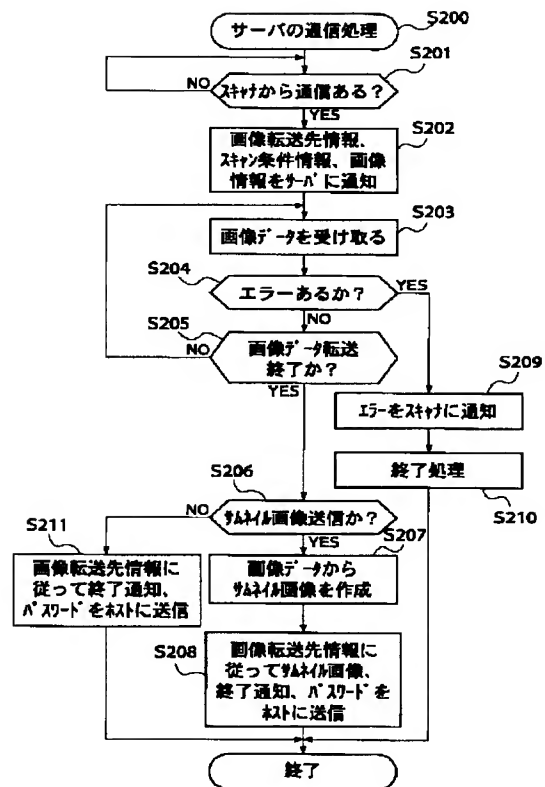 S200
サーバの通信処理
S201
スキャナから通信ある?
NO
YES
S202
画像転送先情報、
スキャン条件情報、画像
情報をサーバに通知
S203
画像データを受け取る
S204
エラーあるか?
YES
NO
S205
画像データ転送
終了か?
NO
YES
S209
エラーをスキャナに通知
終了処理
S210
S206
サムネイル画像送信か?
NO
YES
S207
画像データから
サムネイル画像を作成
S211
画像転送先情報に
従って終了通知、
パスワードをホストに送信
S208
画像転送先情報に
従ってサムネイル画像、
終了通知、パスワードを
ホストに送信
終了